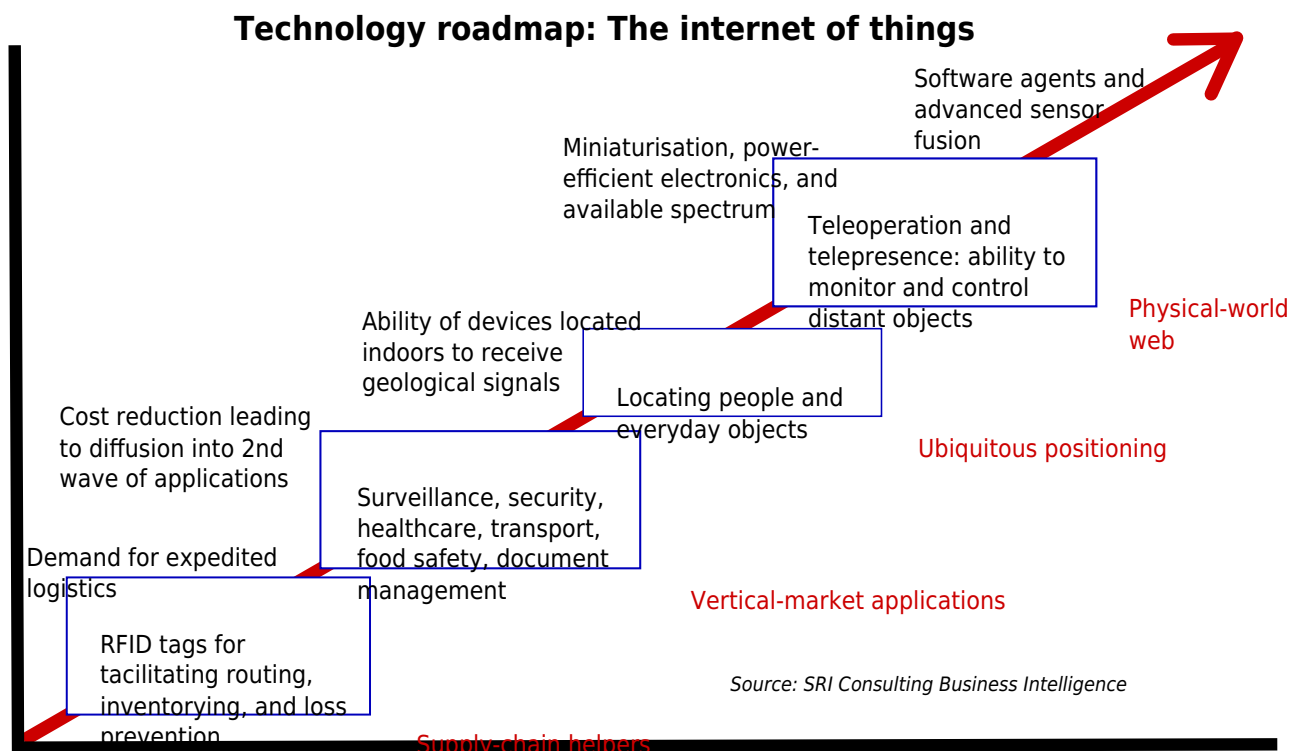 Technology roadmap: The internet of things
Software agents and
advanced sensor
fusion
Miniaturisation, power-
efficient electronics, and
available spectrum
Teleoperation and
telepresence: ability to
monitor and control
distant objects
Physical-world
web
Ability of devices located
indoors to receive
geological signals
Locating people and
everyday objects
Ubiquitous positioning
Cost reduction leading
to diffusion into 2nd
wave of applications
Surveillance, security,
healthcare, transport,
food safety, document
management
Vertical-market applications
Demand for expedited
logistics
RFID tags for
tacilitating routing,
inventorying, and loss
prevention
Source: SRI Consulting Business Intelligence
Supply-chain helpers